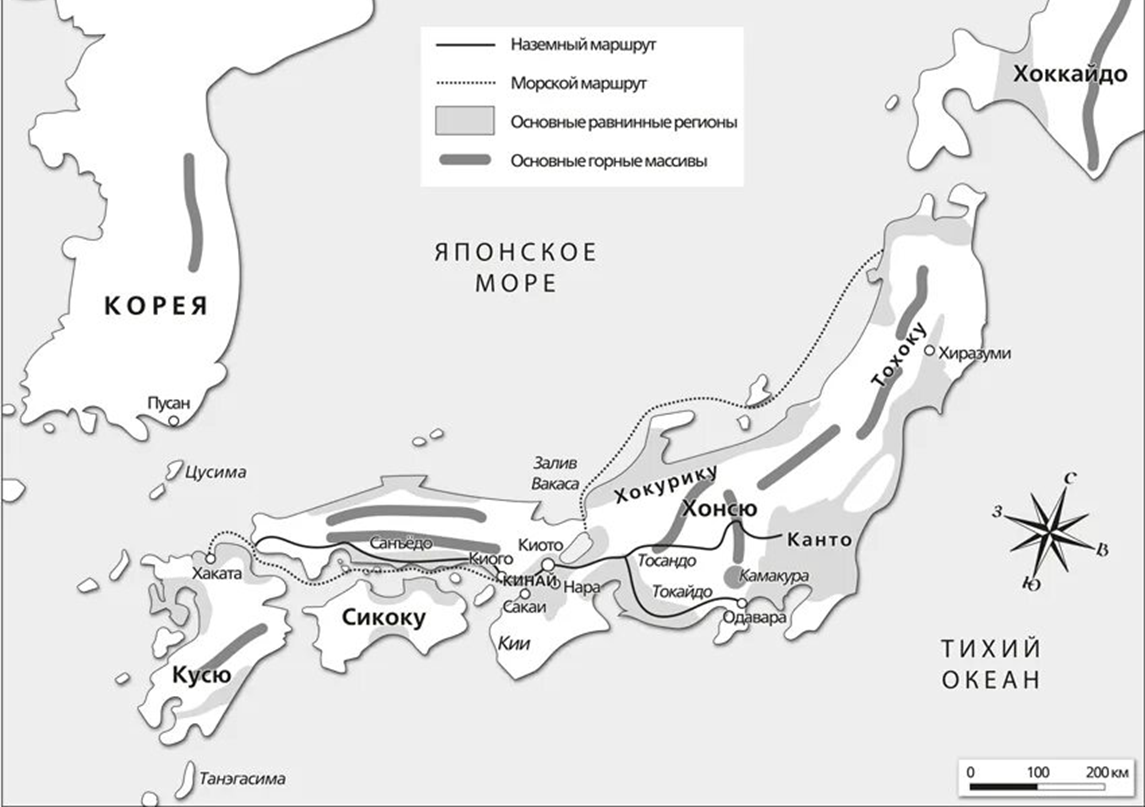 Наземный маршрут
Морской маршрут
Основные равнинные регионы
Основные горные массивы
Хоккайдо
ЯПОНСКОЕ
МОРЕ
КОРЕЯ
Тохоку
Хиразуми
Пусан
Цусима
Залив
Вакаса
Хокурику
Хонсю
С
З
В
Ю
Канто
Санъёдо
Киого
Киото
Тосандо
Хаката
КИНАЙ
Нара
Камакура
Сакаи
Токайдо
Одавара
Сикоку
Кии
Кусю
ТИХИЙ
ОКЕАН
Танэгасима
0 100 200 км